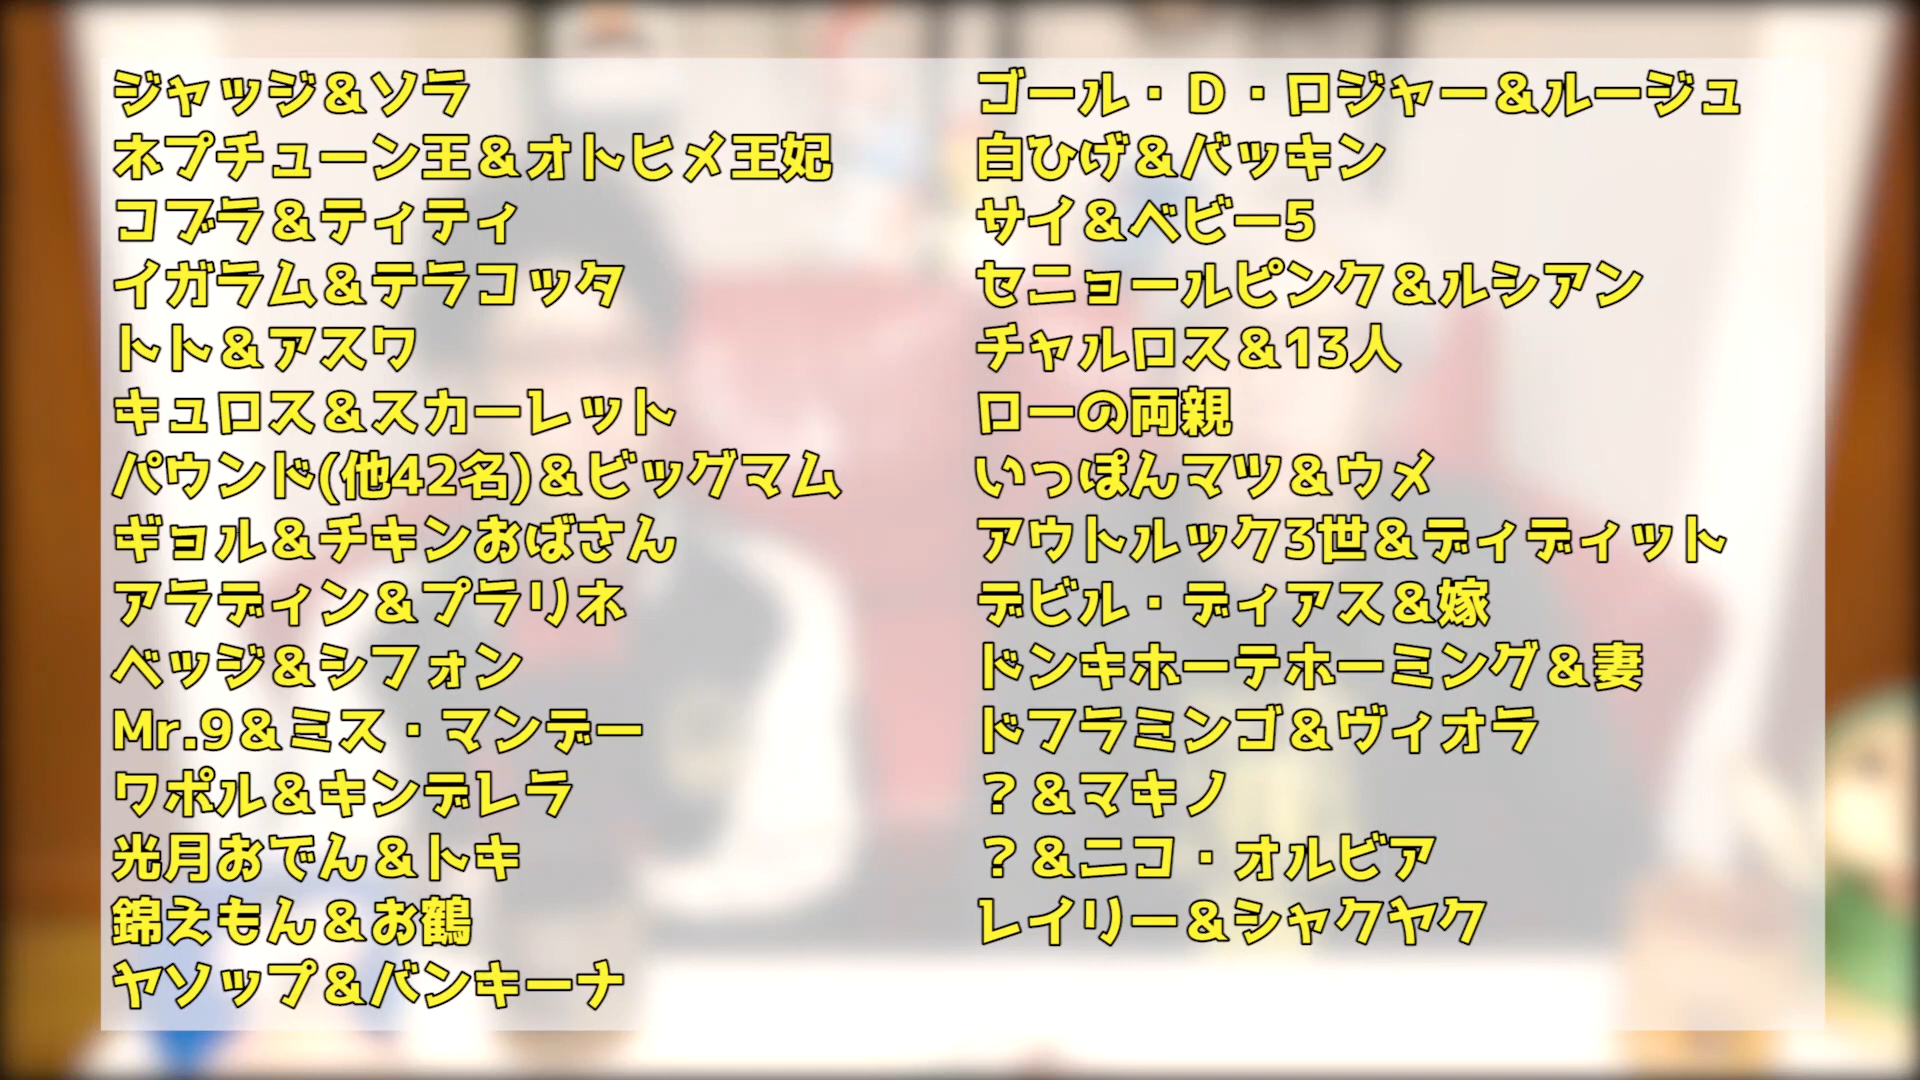 ジャッジ&ソラ
ネプチューン王&オトヒメ王妃
コブラ&ティティ
イガラム&テラコッタ
トト&アスワ
キュロス&スカーレット
パウンド(他42名)&ビッグマム
ギョル&チキンおばさん
アラディン&プラリネ
ベッジ&シフォン
Mr.9&ミス・マンデー
ワポル&キンデレラ
光月おでん&トキ
錦えもん&お鶴
ヤソップ&バンキーナ
ゴール・D・ロジャー&ルージュ
白ひげ&バッキン
サイ&ベビー5
セニョールピンク&ルシアン
チャルロス&13人
ローの両親
いっぽんマツ&ウメ
アウトルック3世&ディディット
デビル・ディアス&嫁
ドンキホーテホーミング&妻
ドフラミンゴ&ヴィオラ
?&マキノ
?&ニコ・オルビア
レイリー&シャクヤク